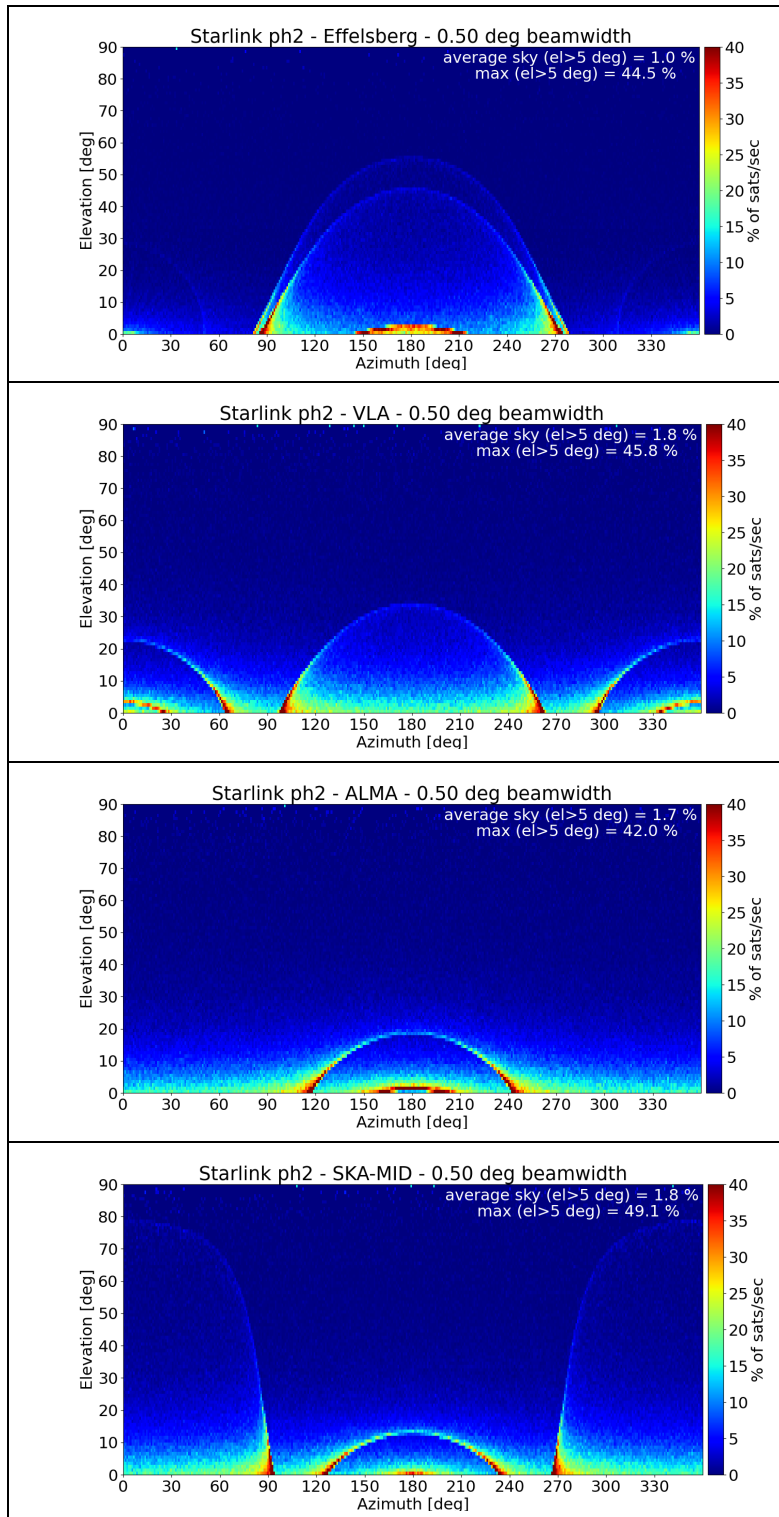 Starlink ph2 - Effelsberg - 0.50 deg beamwidth
average sky (el>5 deg) = 1.0 %
max (el>5 deg) = 44.5 %
90
80
70
60
50
40
30
20
10
0
Elevation [deg]
0 30 60 90 120 150 180 210 240 270 300 330
Azimuth [deg]
40
35
30
25
20
15
10
5
0
% of sats/sec
Starlink ph2 - VLA - 0.50 deg beamwidth
average sky (el>5 deg) = 1.8 %
max (el>5 deg) = 45.8 %
90
80
70
60
50
40
30
20
10
0
Elevation [deg]
0 30 60 90 120 150 180 210 240 270 300 330
Azimuth [deg]
40
35
30
25
20
15
10
5
0
% of sats/sec
Starlink ph2 - ALMA - 0.50 deg beamwidth
average sky (el>5 deg) = 1.7 %
max (el>5 deg) = 42.0 %
90
80
70
60
50
40
30
20
10
0
Elevation [deg]
0 30 60 90 120 150 180 210 240 270 300 330
Azimuth [deg]
40
35
30
25
20
15
10
5
0
% of sats/sec
Starlink ph2 - SKA-MID - 0.50 deg beamwidth
average sky (el>5 deg) = 1.8 %
max (el>5 deg) = 49.1 %
90
80
70
60
50
40
30
20
10
0
Elevation [deg]
0 30 60 90 120 150 180 210 240 270 300 330
Azimuth [deg]
40
35
30
25
20
15
10
5
0
% of sats/sec